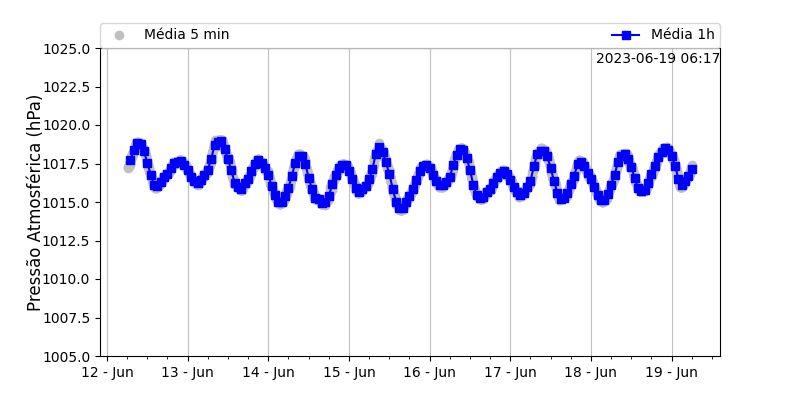 Média 5 min
Média 1h
2023-06-19 06:17
Pressão Atmosférica (hPa)
1025.0
1022.5
1020.0
1017.5
1015.0
1012.5
1010.0
1007.5
1005.0
12 - Jun
13 - Jun
14 - Jun
15 - Jun
16 - Jun
17 - Jun
18 - Jun
19 - Jun